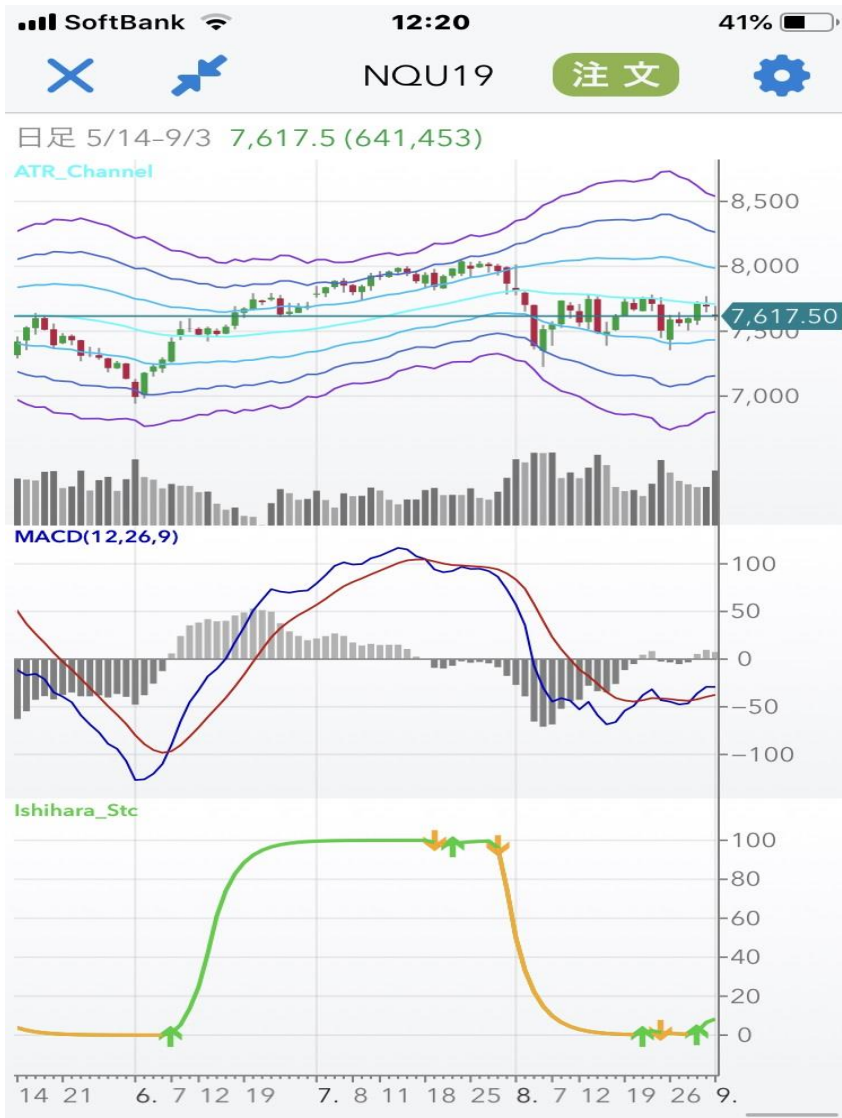 SoftBank 12:20 41%
NQU19 注文
日足 5/14-9/3 7,617.5 (641,453)
ATR_Channel
8,500
8,000
7,617.50
7,500
7,000
MACD(12,26,9)
100
50
0
-50
-100
Ishihara_Stc
100
80
60
40
20
0
14 21 6. 7 12 19 7. 8 11 18 25 8. 7 12 19 26 9.